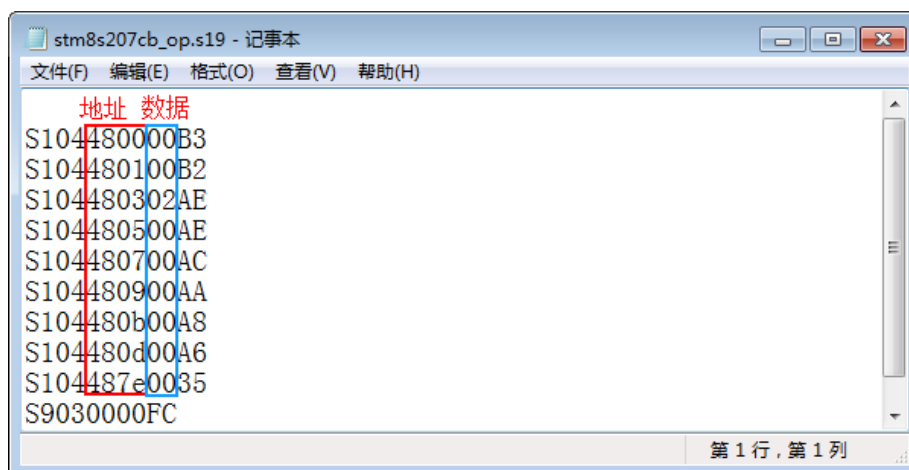 stm8s207cb_op.s19 - 记事本
文件(F) 编辑(E) 格式(O) 查看(V) 帮助(H)
地址 数据
S104480000B3
S104480100B2
S104480302AE
S104480500AE
S104480700AC
S104480900AA
S104480b00A8
S104480d00A6
S104487e0035
S9030000FC
第 1 行，第 1 列